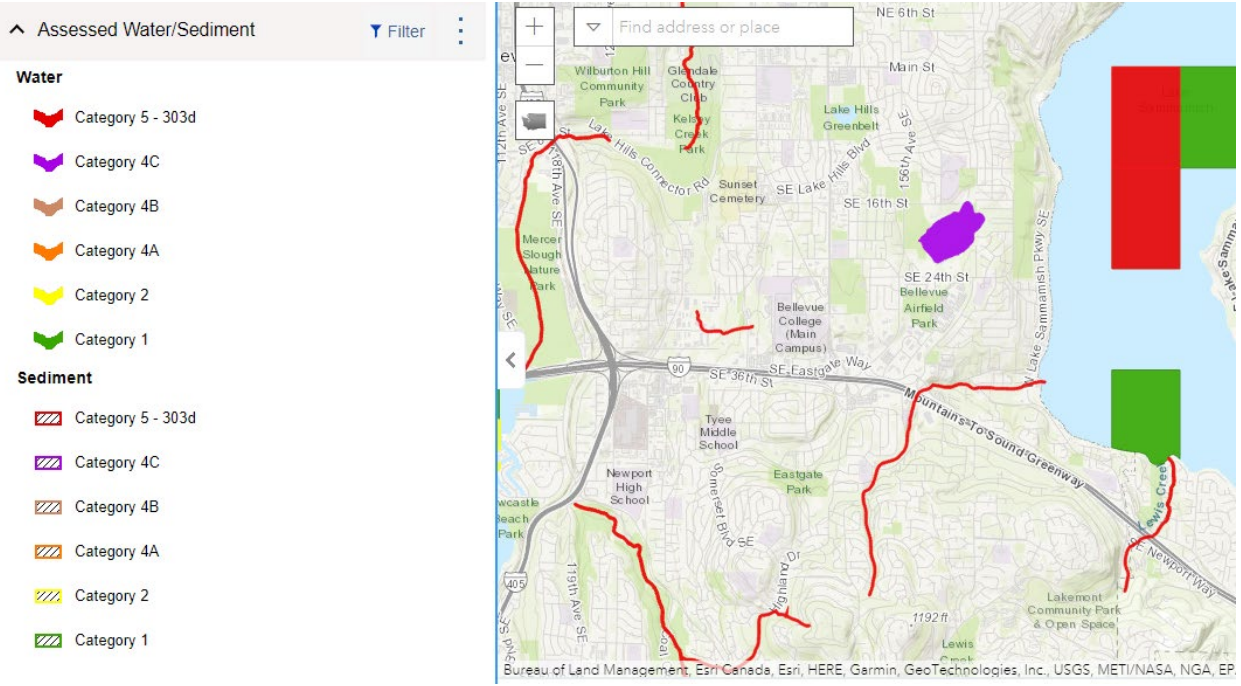 Assessed Water/Sediment
Filter
Water
Category 5 - 303d
Category 4C
Category 4B
Category 4A
Category 2
Category 1
Sediment
Category 5 - 303d
Category 4C
Category 4B
Category 4A
Category 2
Category 1
+
Find address or place
−
NE 6th St
Main St
Wilburton Hill
Community
Park
Glendale
Country
Club
Kelsey
Creek
Park
Lake Hills
Greenbelt
112th Ave SE
118th Ave SE
Lake Hills Connector Rd
SE Lake Hills Blvd
156th Ave SE
Sunset
Cemetery
SE 16th St
Mercer
Slough
Nature
Park
SE 24th St
Bellevue
Airfield
Park
Bellevue
College
(Main
Campus)
90
SE 36th St
SE Eastgate Way
Mountains To Sound Greenway
Tyee
Middle
School
Newport
High
School
Somerset Blvd SE
Eastgate
Park
Highland Dr
405
119th Ave SE
Coal
1192 ft
Lewis
Creek
Lakemont
Community Park
& Open Space
SE Newport Way
Bureau of Land Management, Esri Canada, Esri, HERE, Garmin, GeoTechnologies, Inc., USGS, METI/NASA, NGA, EP